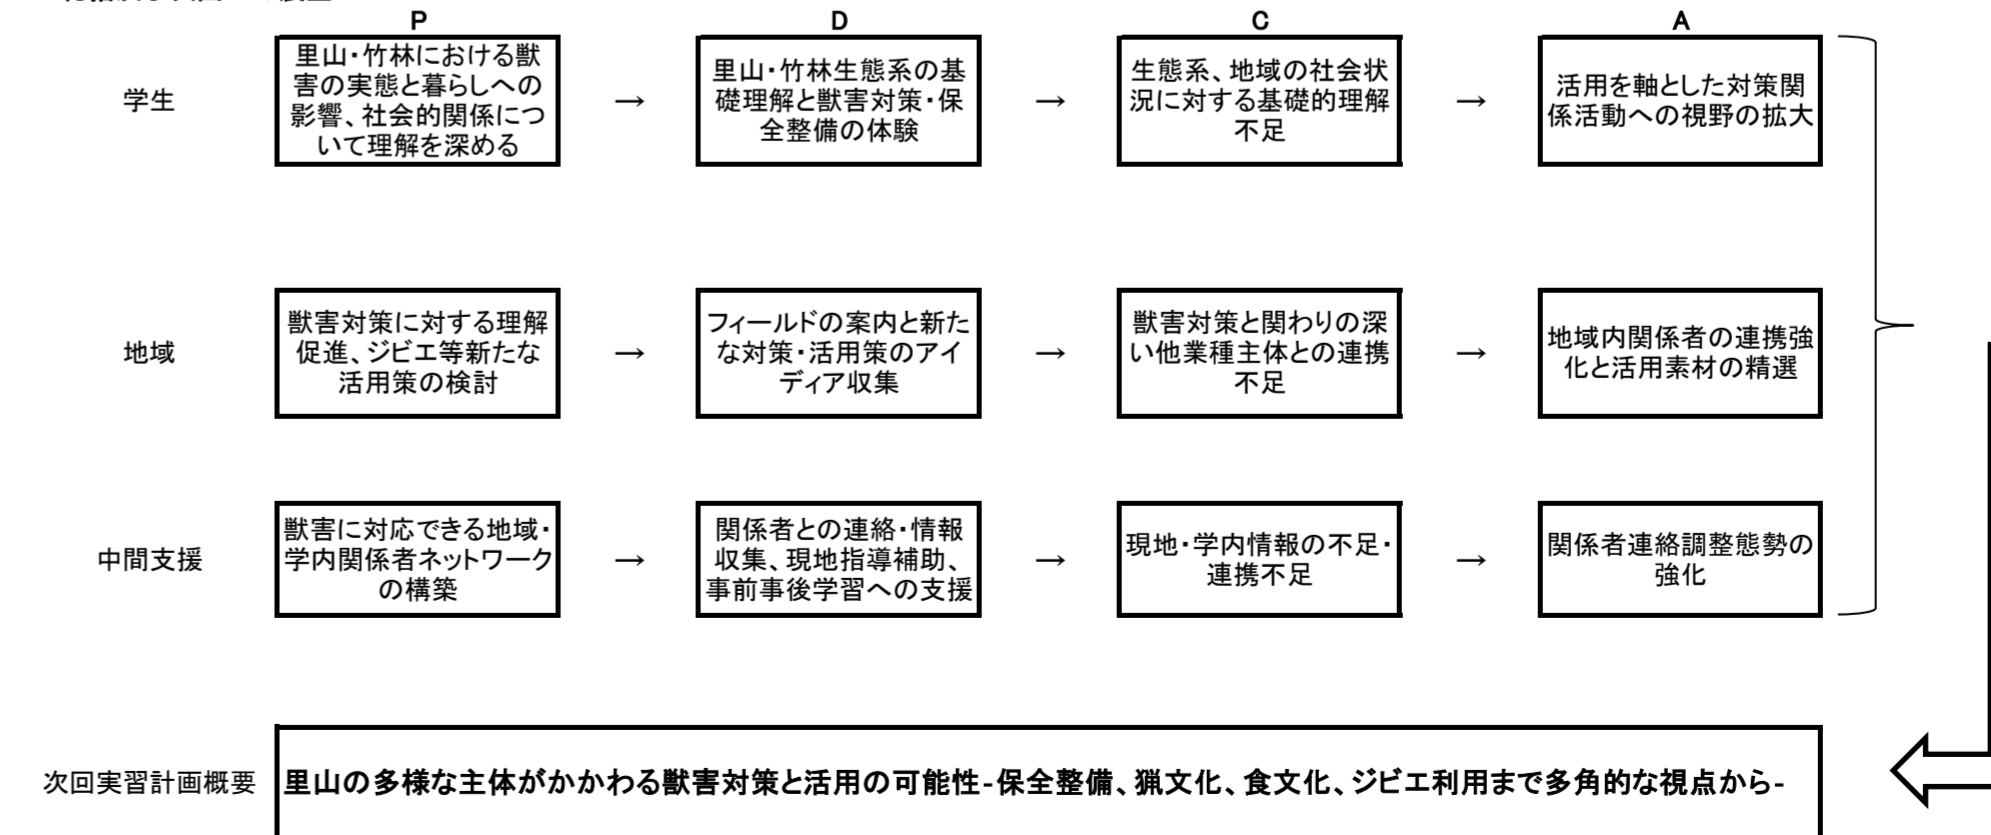 P
D
C
A
学生
里山・竹林における獣
害の実態と暮らしへの
影響、社会的関係につ
いて理解を深める
→
里山・竹林生態系の基
礎理解と獣害対策・保
全整備の体験
→
生態系、地域の社会状
況に対する基礎的理解
不足
→
活用を軸とした対策関
係活動への視野の拡大
地域
獣害対策に対する理解
促進、ジビエ等新たな
活用策の検討
→
フィールドの案内と新た
な対策・活用策のアイ
ディア収集
→
獣害対策と関わりの深
い他業種主体との連携
不足
→
地域内関係者の連携強
化と活用素材の精選
中間支援
獣害に対応できる地域・
学内関係者ネットワーク
の構築
→
関係者との連絡・情報
収集、現地指導補助、
事前事後学習への支援
→
現地・学内情報の不足・
連携不足
→
関係者連絡調整態勢の
強化
次回実習計画概要
里山の多様な主体がかかわる獣害対策と活用の可能性-保全整備、猟文化、食文化、ジビエ利用まで多角的な視点から-